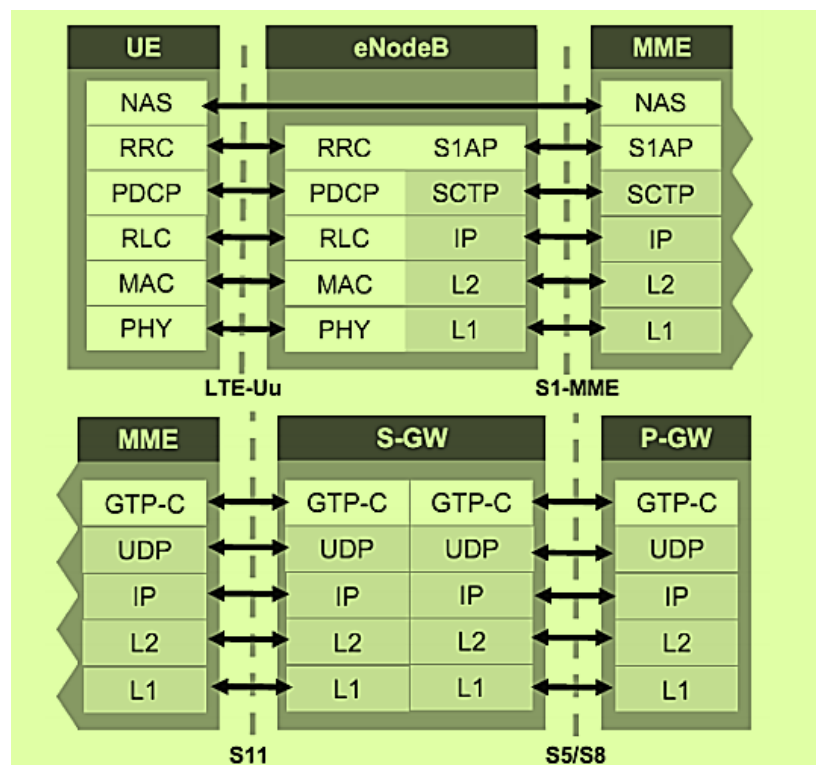 UE eNodeB MME
NAS NAS
RRC RRC S1AP S1AP
PDCP PDCP SCTP SCTP
RLC RLC IP IP
MAC MAC L2 L2
PHY PHY L1 L1
LTE-Uu S1-MME
MME S-GW P-GW
GTP-C GTP-C GTP-C GTP-C
UDP UDP UDP UDP
IP IP IP IP
L2 L2 L2 L2
L1 L1 L1 L1
S11 S5/S8